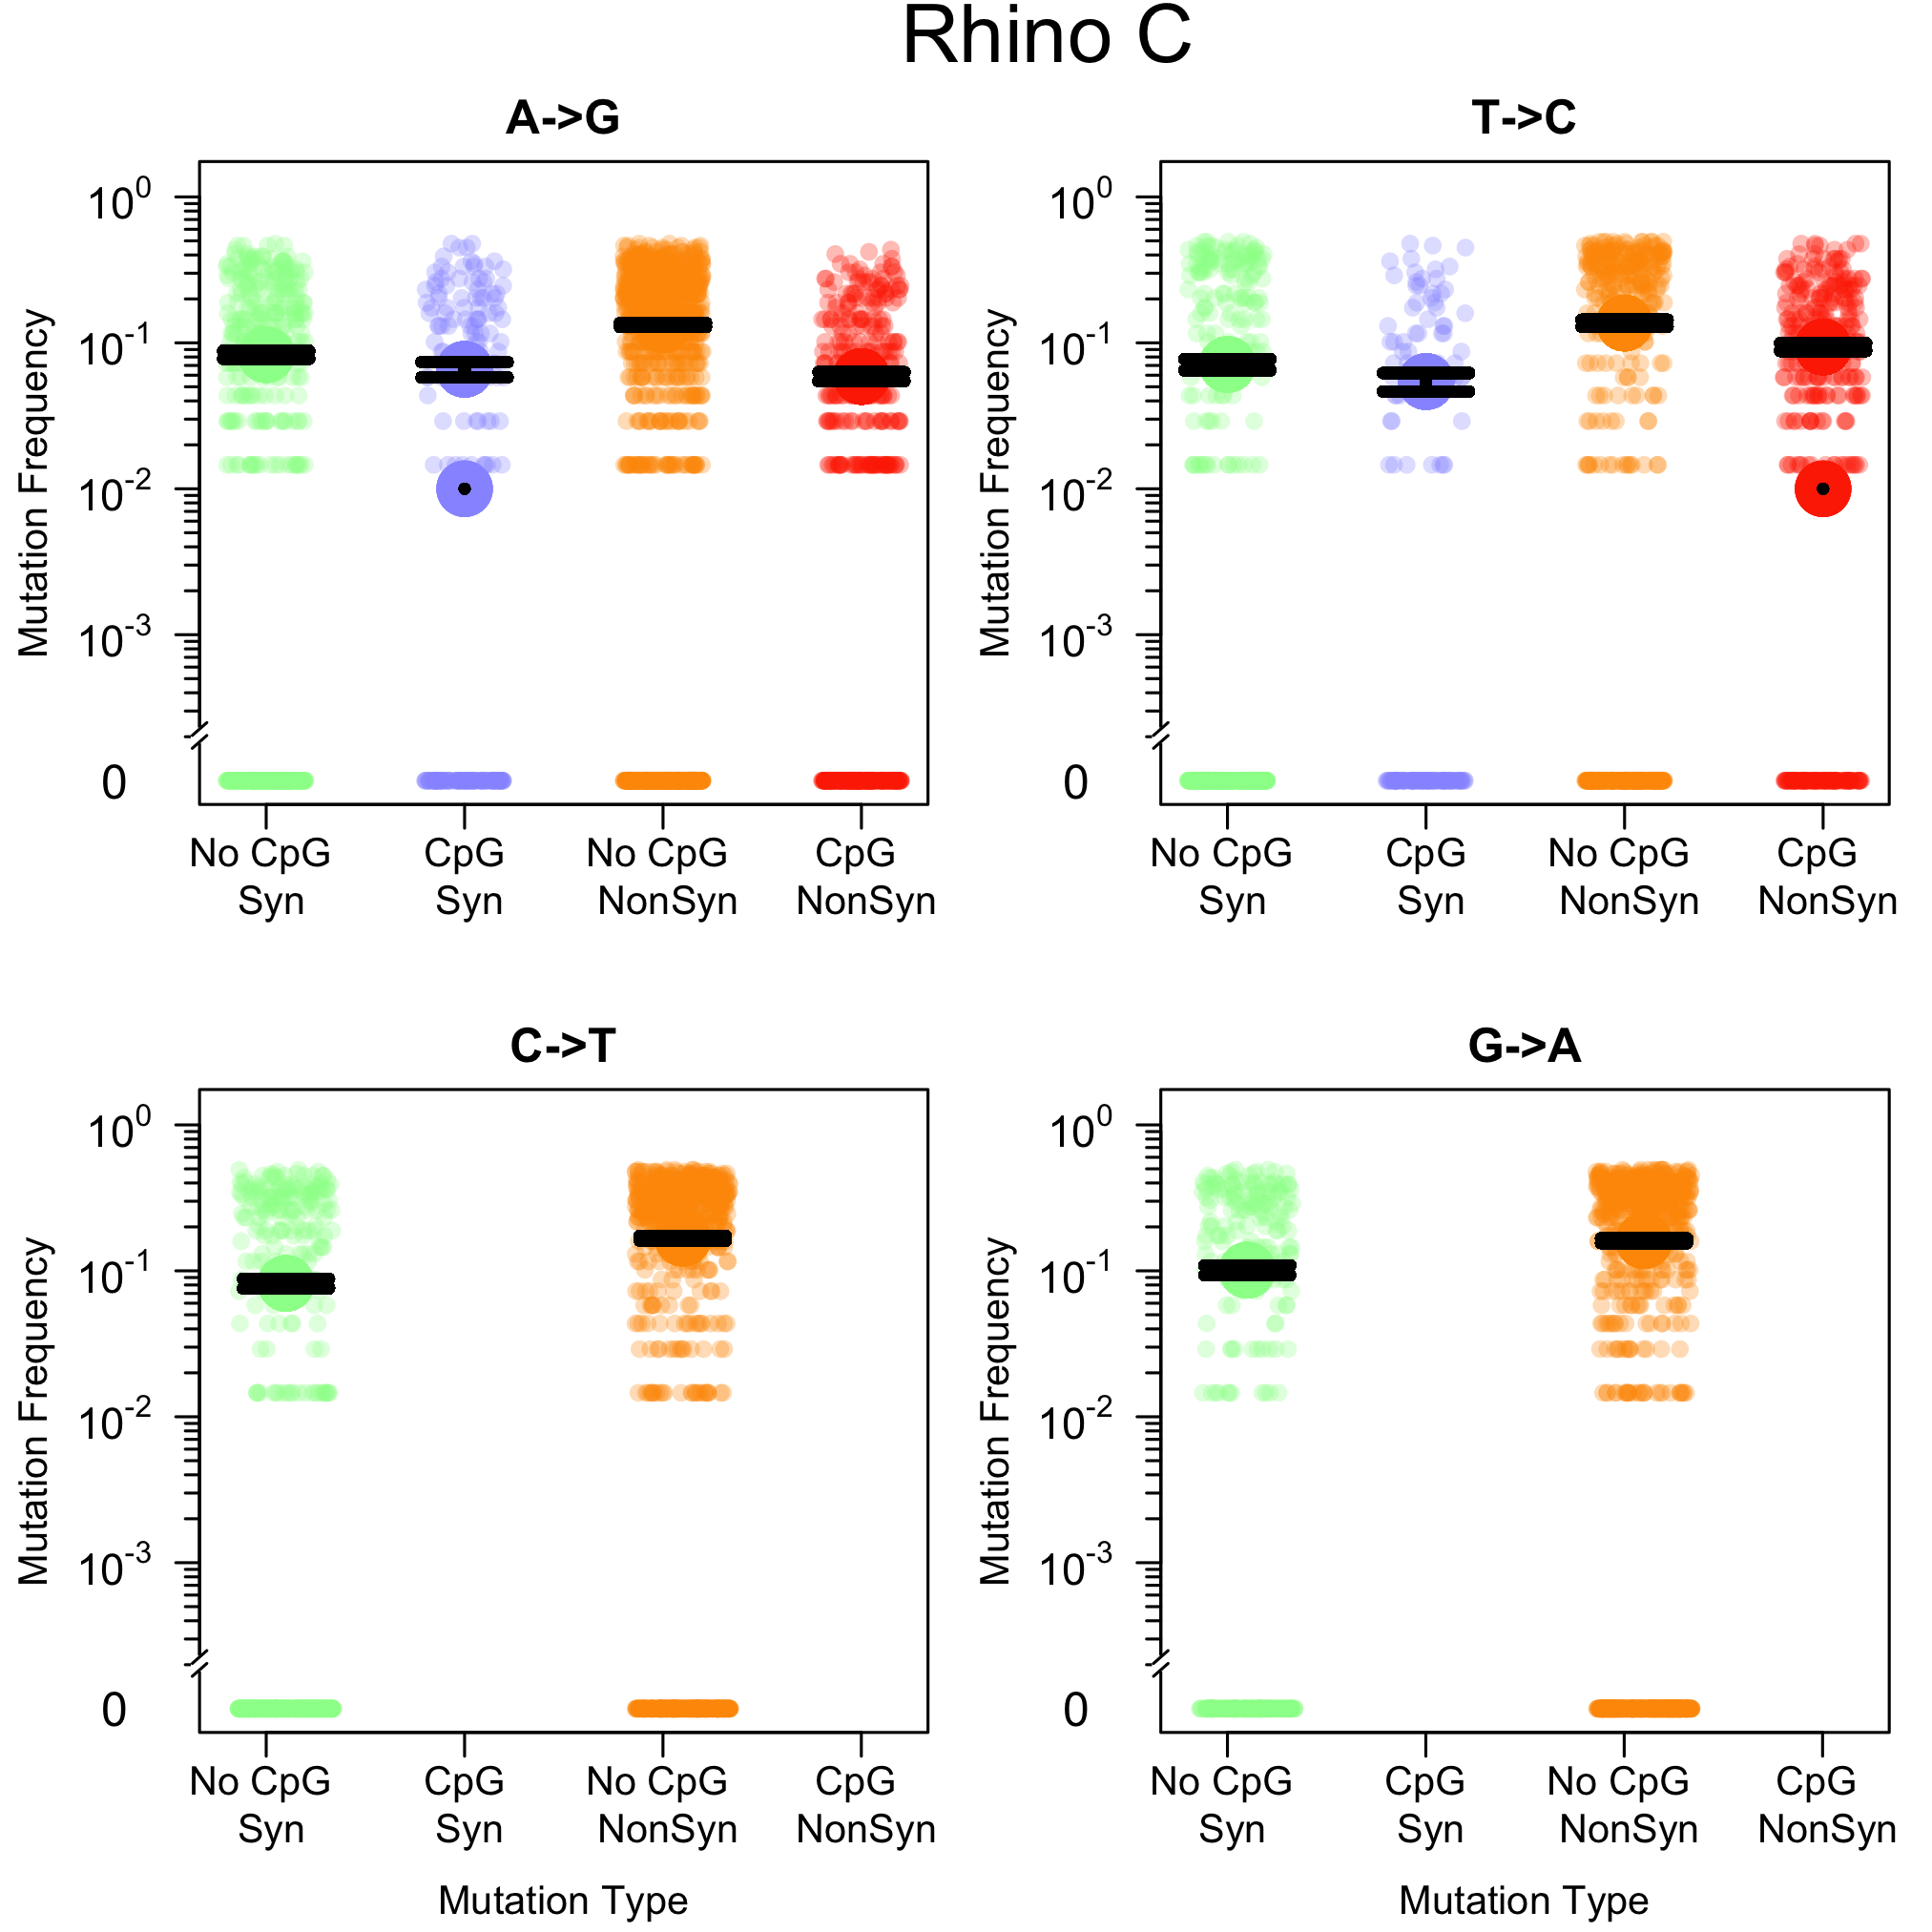 Rhino C
A->G
Mutation Frequency
10^0
10^-1
10^-2
10^-3
0
No CpG CpG No CpG CpG
Syn Syn NonSyn NonSyn
T->C
Mutation Frequency
10^0
10^-1
10^-2
10^-3
0
No CpG CpG No CpG CpG
Syn Syn NonSyn NonSyn
C->T
Mutation Frequency
10^0
10^-1
10^-2
10^-3
0
No CpG CpG No CpG CpG
Syn Syn NonSyn NonSyn
Mutation Type
G->A
Mutation Frequency
10^0
10^-1
10^-2
10^-3
0
No CpG CpG No CpG CpG
Syn Syn NonSyn NonSyn
Mutation Type